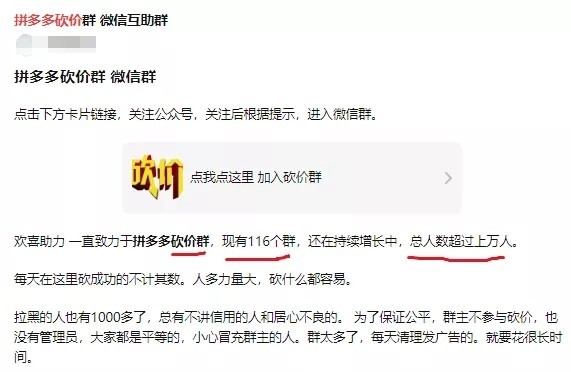 拼多多砍价群 微信互助群
拼多多砍价群 微信群
点击下方卡片链接，关注公众号，关注后根据提示，进入微信群。
砍价 点我点这里 加入砍价群
欢喜助力 一直致力于拼多多砍价群，现有116个群，还在持续增长中，总人数超过上万人。
每天在这里砍成功的不计其数。人多力量大，砍什么都容易。
拉黑的人也有1000多了，总有不讲信用的人和居心不良的。 为了保证公平，群主不参与砍价，也
没有管理员，大家都是平等的，小心冒充群主的人。群太多了，每天清理发广告的。就要花很长时
间。